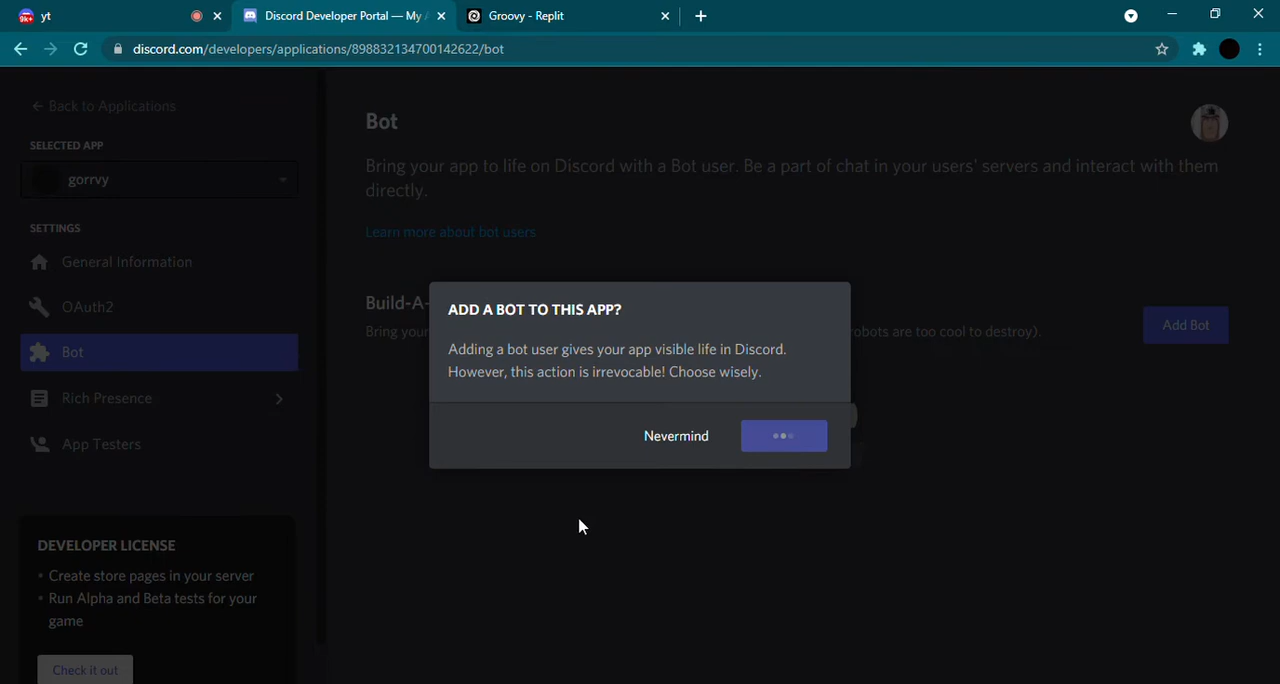 yt
Discord Developer Portal — My A
Groovy - Replit
discord.com/developers/applications/898832134700142622/bot
← Back to Applications
SELECTED APP
gorrvy
SETTINGS
General Information
OAuth2
Bot
Rich Presence
App Testers
DEVELOPER LICENSE
• Create store pages in your server
• Run Alpha and Beta tests for your
game
Check it out
Bot
Bring your app to life on Discord with a Bot user. Be a part of chat in your users' servers and interact with them
directly.
Learn more about bot users
Build-A-
Bring your
robots are too cool to destroy).
Add Bot
ADD A BOT TO THIS APP?
Adding a bot user gives your app visible life in Discord.
However, this action is irrevocable! Choose wisely.
Nevermind